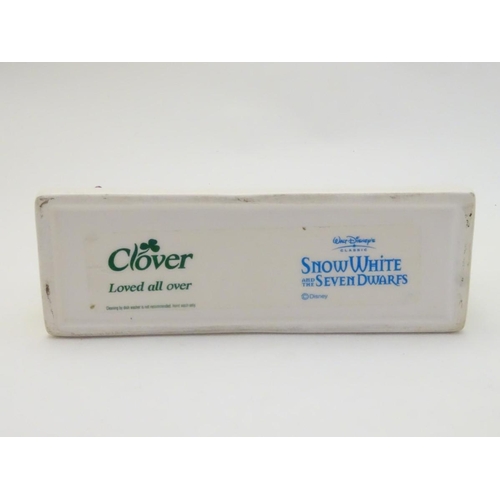 Clover
Loved all over
Walt Disney's
CLASSIC
SNOW WHITE
AND THE SEVEN DWARFS
©Disney